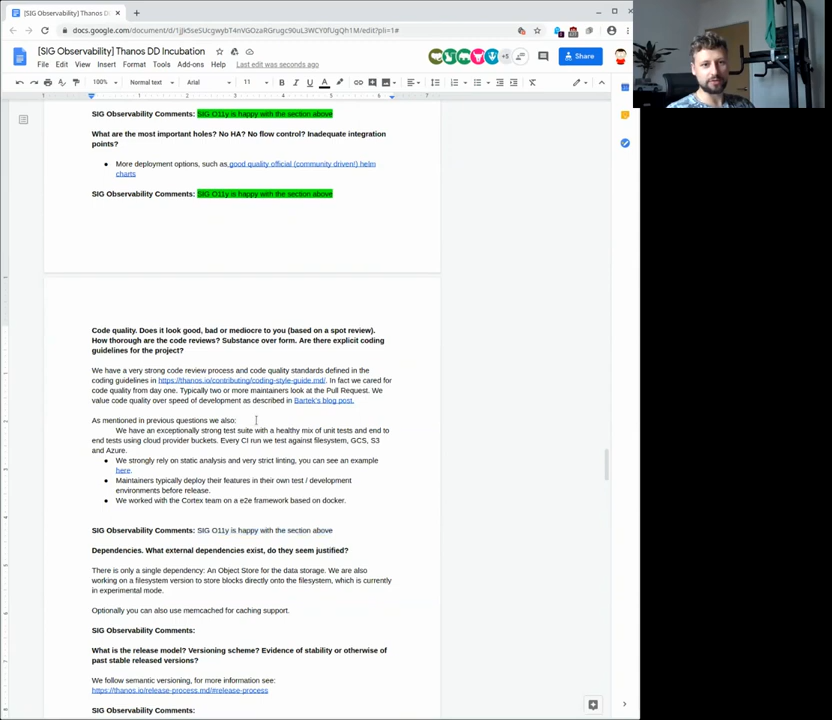 [SIG Observability] Thanos DD In
docs.google.com/document/d/
[SIG Observability] Thanos DD Incubation
File Edit View Insert Format Tools Add-ons Help Last edit was seconds ago
+5
Share
100% Normal text Arial 11
SIG Observability Comments: SIG O11y is happy with the section above
What are the most important holes? No HA? No flow control? Inadequate integration
points?
More deployment options, such as good quality official (community driven!) helm
charts
SIG Observability Comments: SIG O11y is happy with the section above
Code quality. Does it look good, bad or mediocre to you (based on a spot review).
How thorough are the code reviews? Substance over form. Are there explicit coding
guidelines for the project?
We have a very strong code review process and code quality standards defined in the
coding guidelines in https://thanos.io/contributing/coding-style-guide.md/. In fact we cared for
code quality from day one. Typically two or more maintainers look at the Pull Request. We
value code quality over speed of development as described in Bartek's blog post.
As mentioned in previous questions we also:
We have an exceptionally strong test suite with a healthy mix of unit tests and end to
end tests using cloud provider buckets. Every CI run we test against filesystem, GCS, S3
and Azure.
We strongly rely on static analysis and very strict linting, you can see an example
here.
Maintainers typically deploy their features in their own test / development
environments before release.
We worked with the Cortex team on a e2e framework based on docker.
SIG Observability Comments: SIG O11y is happy with the section above
Dependencies. What external dependencies exist, do they seem justified?
There is only a single dependency: An Object Store for the data storage. We are also
working on a filesystem version to store blocks directly onto the filesystem, which is currently
in experimental mode.
Optionally you can also use memcached for caching support.
SIG Observability Comments:
What is the release model? Versioning scheme? Evidence of stability or otherwise of
past stable released versions?
We follow semantic versioning, for more information see:
https://thanos.io/release-process.md/#release-process
SIG Observability Comments: